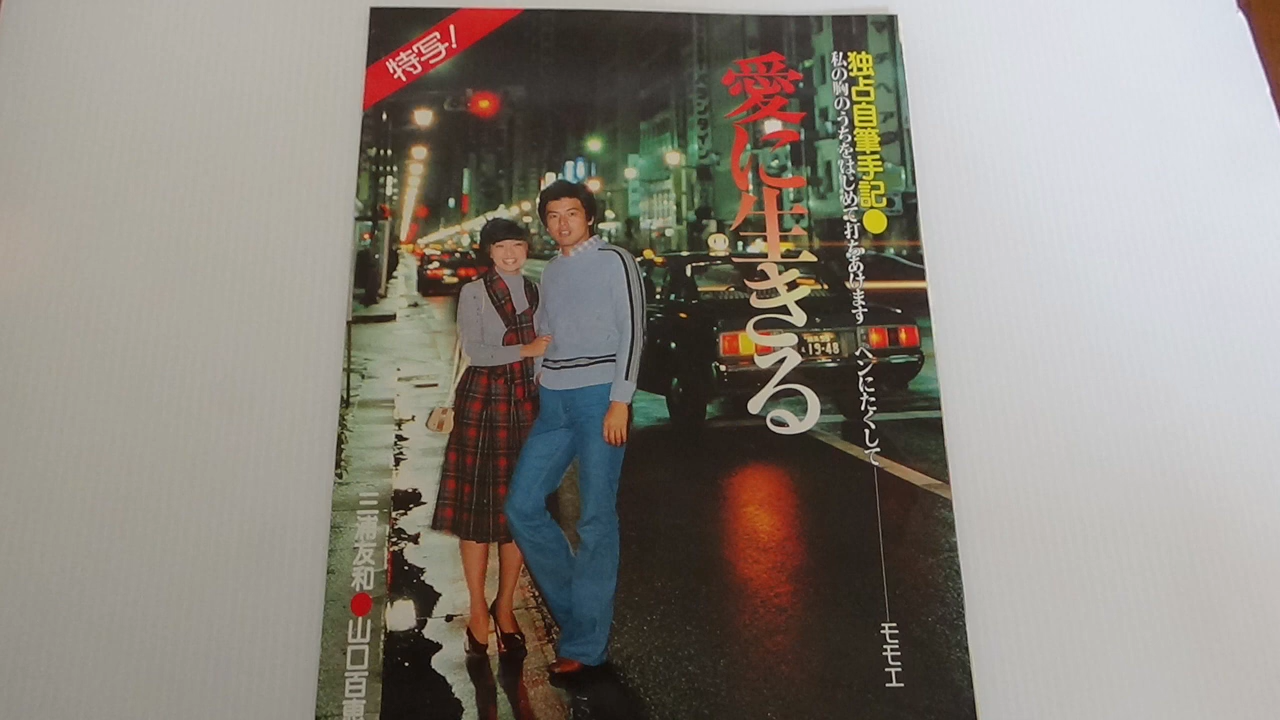 特写!
独占自筆手記●
私の胸のうちをはじめて打ちあけます ペンにたくして——モモエ
愛に生きる
19-48
三浦友和●山口百恵